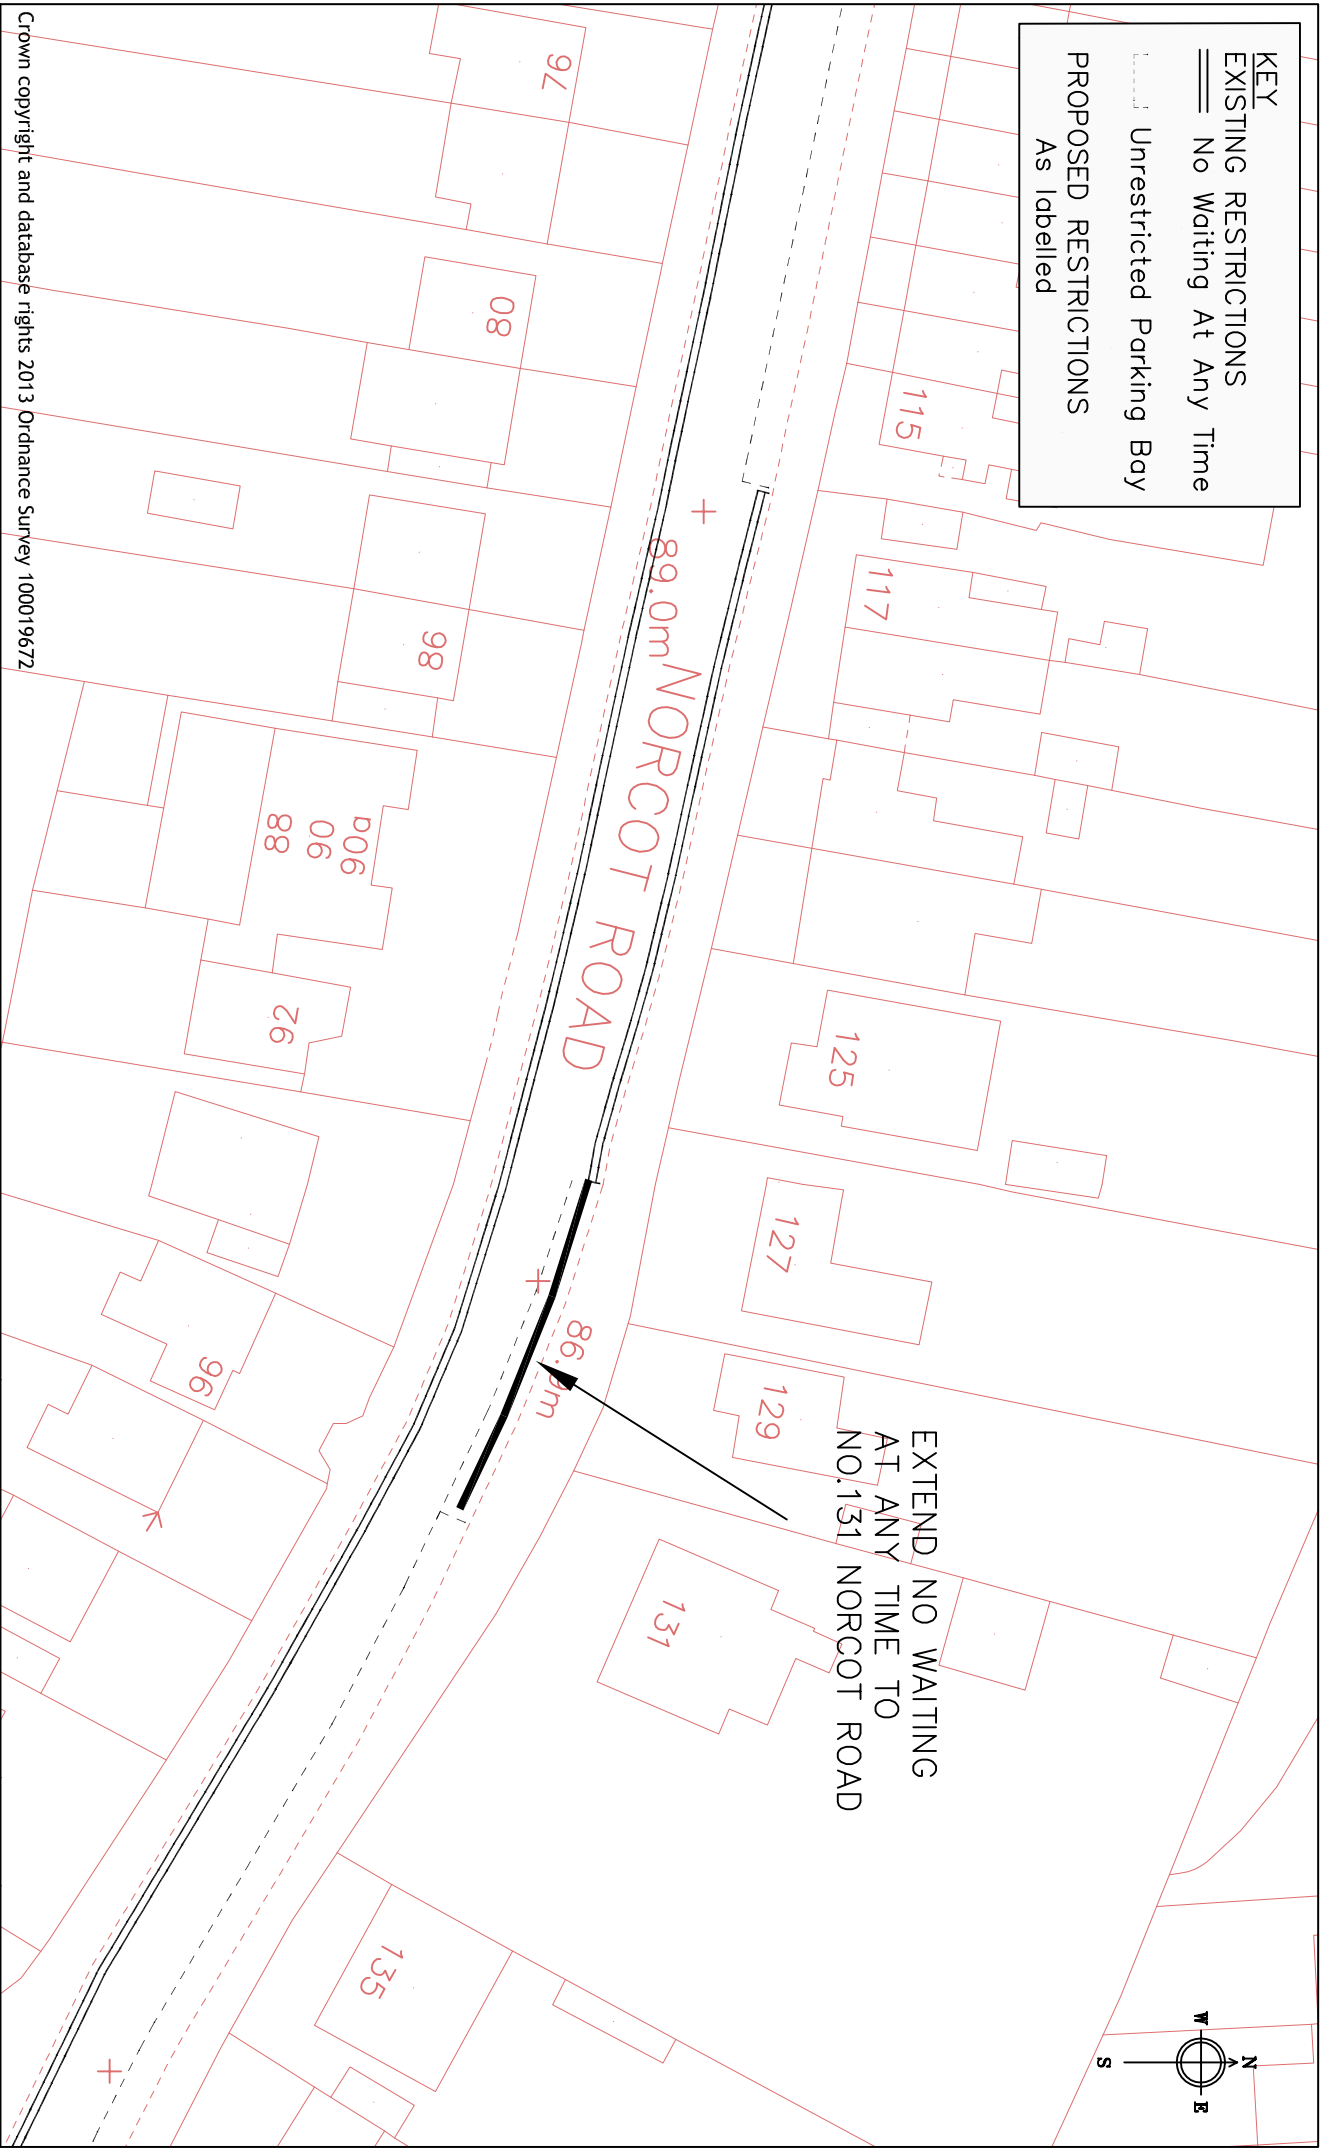 KEY
EXISTING RESTRICTIONS
No Waiting At Any Time
Unrestricted Parking Bay
PROPOSED RESTRICTIONS
As labelled
N
W
E
S
115
117
125
127
129
131
135
EXTEND NO WAITING
AT ANY TIME TO
NO.131 NORCOT ROAD
89.0m
NORCOT ROAD
86.9m
76
80
86
90a
90
88
92
96
Crown copyright and database rights 2013 Ordnance Survey 100019672